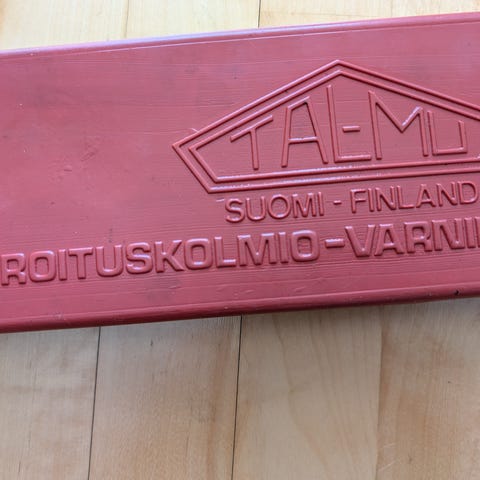 TAL-MU
SUOMI - FINLAND
ROITUSKOLMIO-VARNI